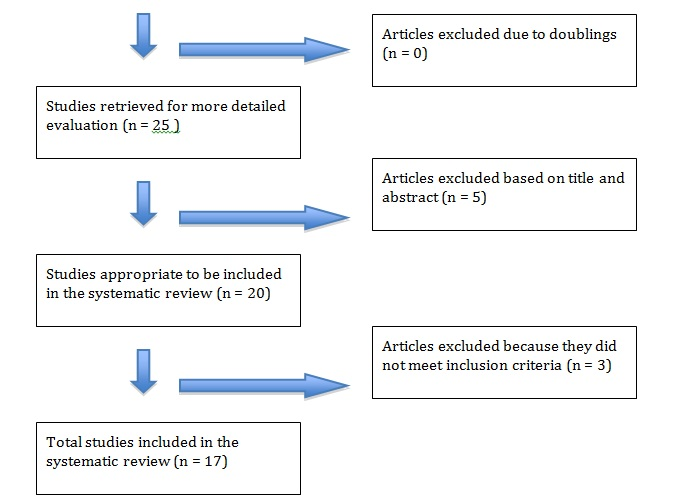 Articles excluded due to doublings
(n = 0)
Studies retrieved for more detailed
evaluation (n = 25 )
Articles excluded based on title and
abstract (n = 5)
Studies appropriate to be included
in the systematic review (n = 20)
Articles excluded because they did
not meet inclusion criteria (n = 3)
Total studies included in the
systematic review (n = 17)